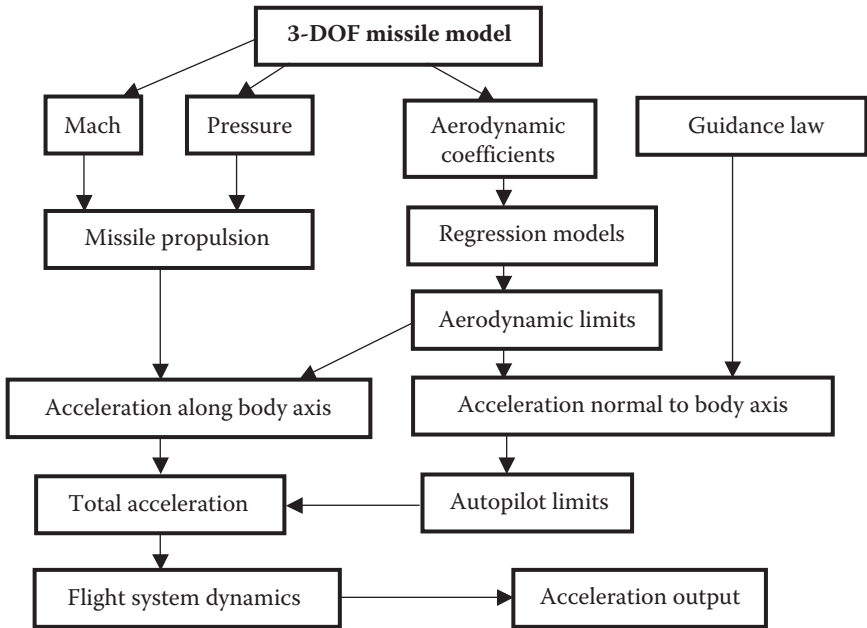 3-DOF missile model
Mach
Pressure
Aerodynamic
coefficients
Guidance law
Missile propulsion
Regression models
Aerodynamic limits
Acceleration along body axis
Acceleration normal to body axis
Total acceleration
Autopilot limits
Flight system dynamics
Acceleration output